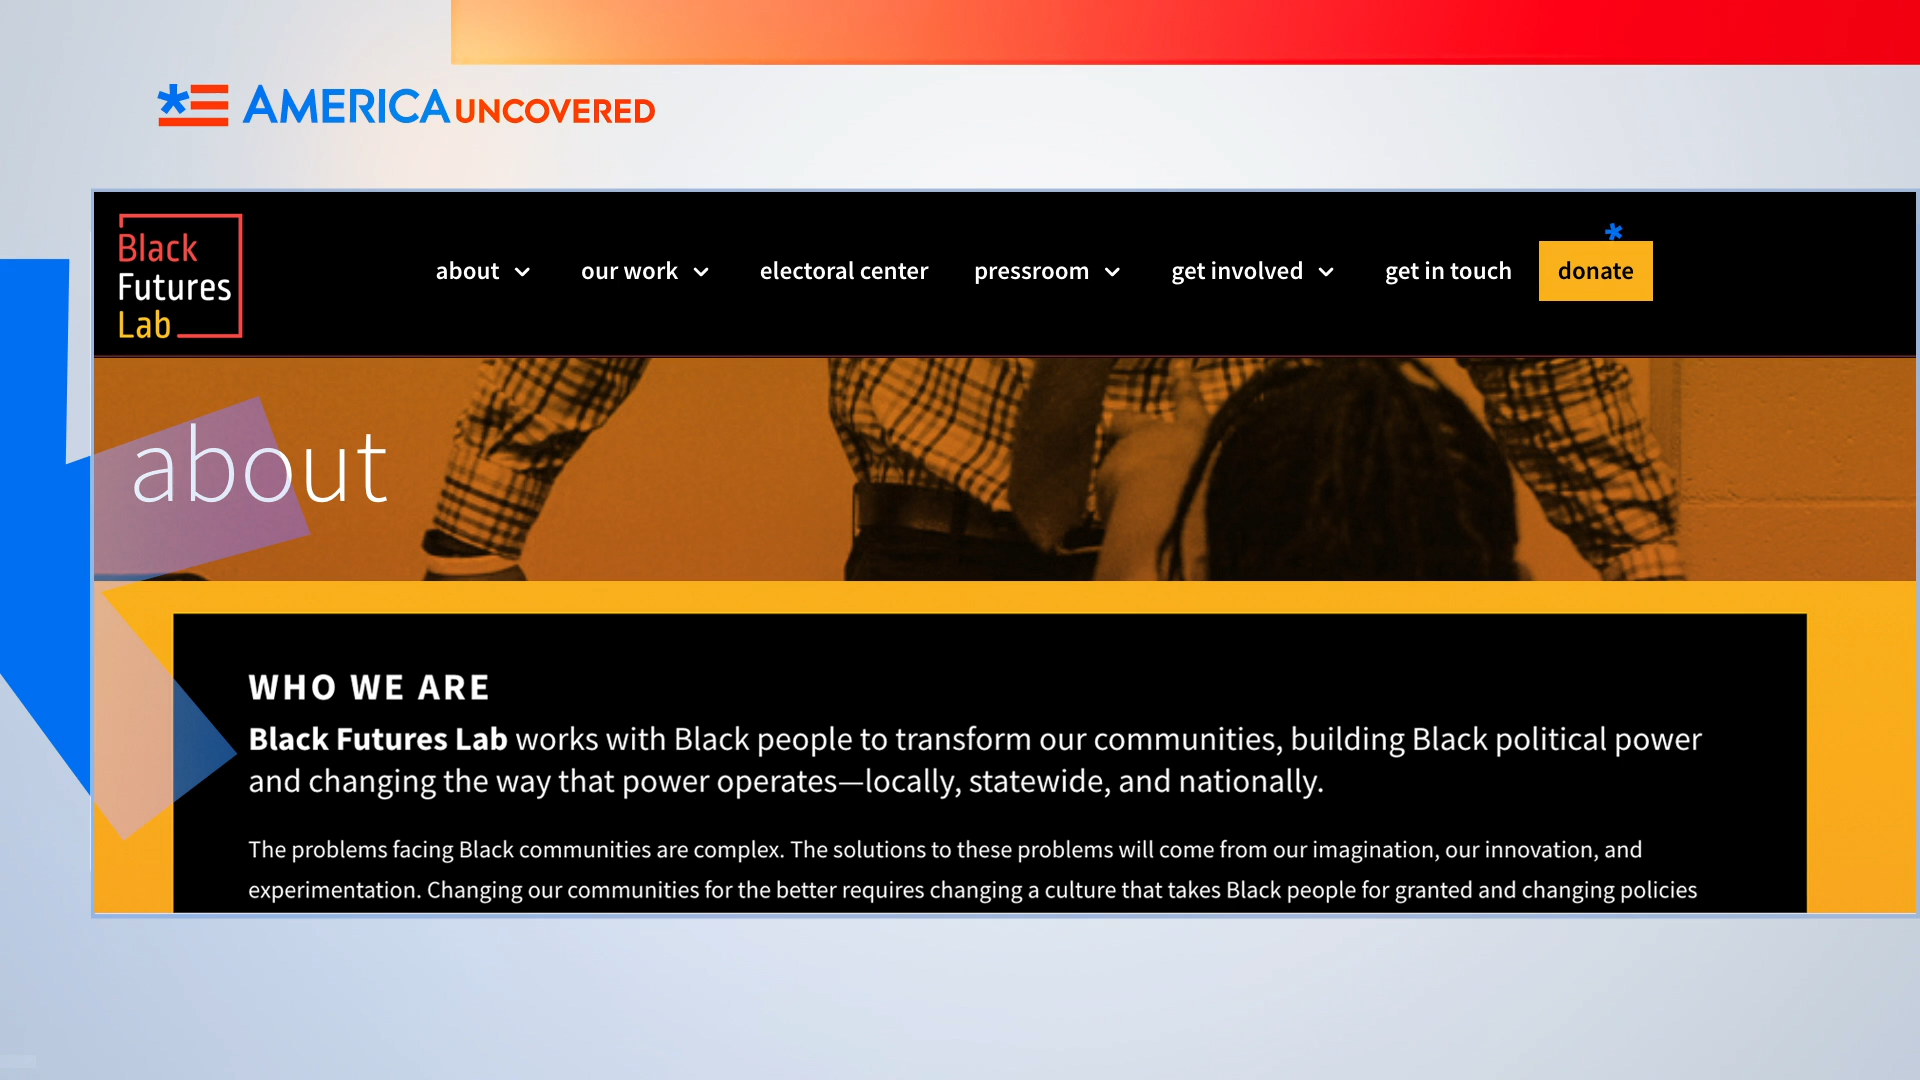 AMERICA UNCOVERED
Black
Futures
Lab
about our work electoral center pressroom get involved get in touch donate
about
WHO WE ARE
Black Futures Lab works with Black people to transform our communities, building Black political power
and changing the way that power operates—locally, statewide, and nationally.
The problems facing Black communities are complex. The solutions to these problems will come from our imagination, our innovation, and
experimentation. Changing our communities for the better requires changing a culture that takes Black people for granted and changing policies